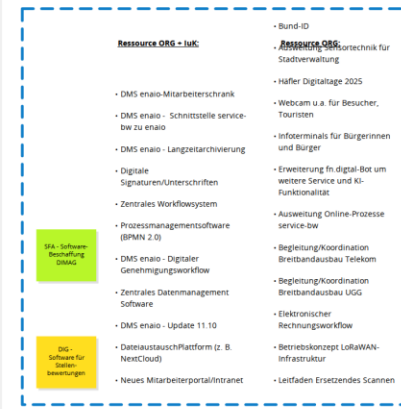 Ressource ORG + IuK:
• DMS enaio-Mitarbeiterschrank
• DMS enaio - Schnittstelle service-
bw zu enaio
• DMS enaio - Langzeitarchivierung
• Digitale
Signaturen/Unterschriften
• Zentrales Workflowsystem
• Prozessmanagementsoftware
(BPMN 2.0)
• DMS enaio - Digitaler
Genehmigungsworkflow
• Zentrales Datenmanagement
Software
• DMS enaio - Update 11.10
• DateiaustauschPlattform (z. B.
NextCloud)
• Neues Mitarbeiterportal/Intranet
Ressource ORG:
• Bund-ID
• Ausweitung Sensortechnik für
Stadtverwaltung
• Häfler Digitaltage 2025
• Webcam u.a. für Besucher,
Touristen
• Infoterminals für Bürgerinnen
und Bürger
• Erweiterung fn.digtal-Bot um
weitere Service und KI-
Funktionalität
• Ausweitung Online-Prozesse
service-bw
• Begleitung/Koordination
Breitbandausbau Telekom
• Begleitung/Koordination
Breitbandausbau UGG
• Elektronischer
Rechnungsworkflow
• Betriebskonzept LoRaWAN-
Infrastruktur
• Leitfaden Ersetzendes Scannen
SFA - Software-
Beschaffung
DIMAG
DIG -
Software für
Stellen-
bewertungen